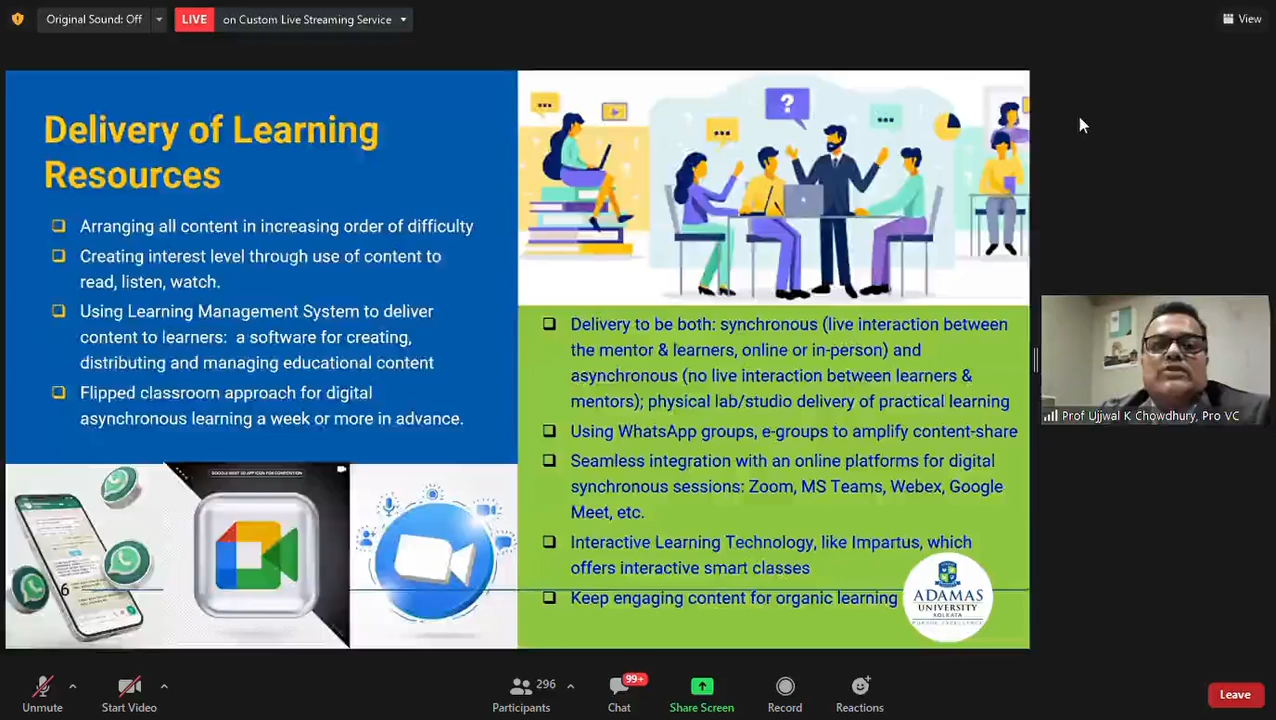 Original Sound: Off
LIVE
on Custom Live Streaming Service
View
Delivery of Learning
Resources
Arranging all content in increasing order of difficulty
Creating interest level through use of content to
read, listen, watch.
Using Learning Management System to deliver
content to learners: a software for creating,
distributing and managing educational content
Flipped classroom approach for digital
asynchronous learning a week or more in advance.
6
?
Delivery to be both: synchronous (live interaction between
the mentor & learners, online or in-person) and
asynchronous (no live interaction between learners &
mentors); physical lab/studio delivery of practical learning
Using WhatsApp groups, e-groups to amplify content-share
Seamless integration with an online platforms for digital
synchronous sessions: Zoom, MS Teams, Webex, Google
Meet, etc.
Interactive Learning Technology, like Impartus, which
offers interactive smart classes
Keep engaging content for organic learning
ADAMAS
UNIVERSITY
KOLKATA
PURSUE EXCELLENCE
Prof Ujjwal K Chowdhury, Pro VC
Unmute
Start Video
296
Participants
99+
Chat
Share Screen
Record
Reactions
Leave